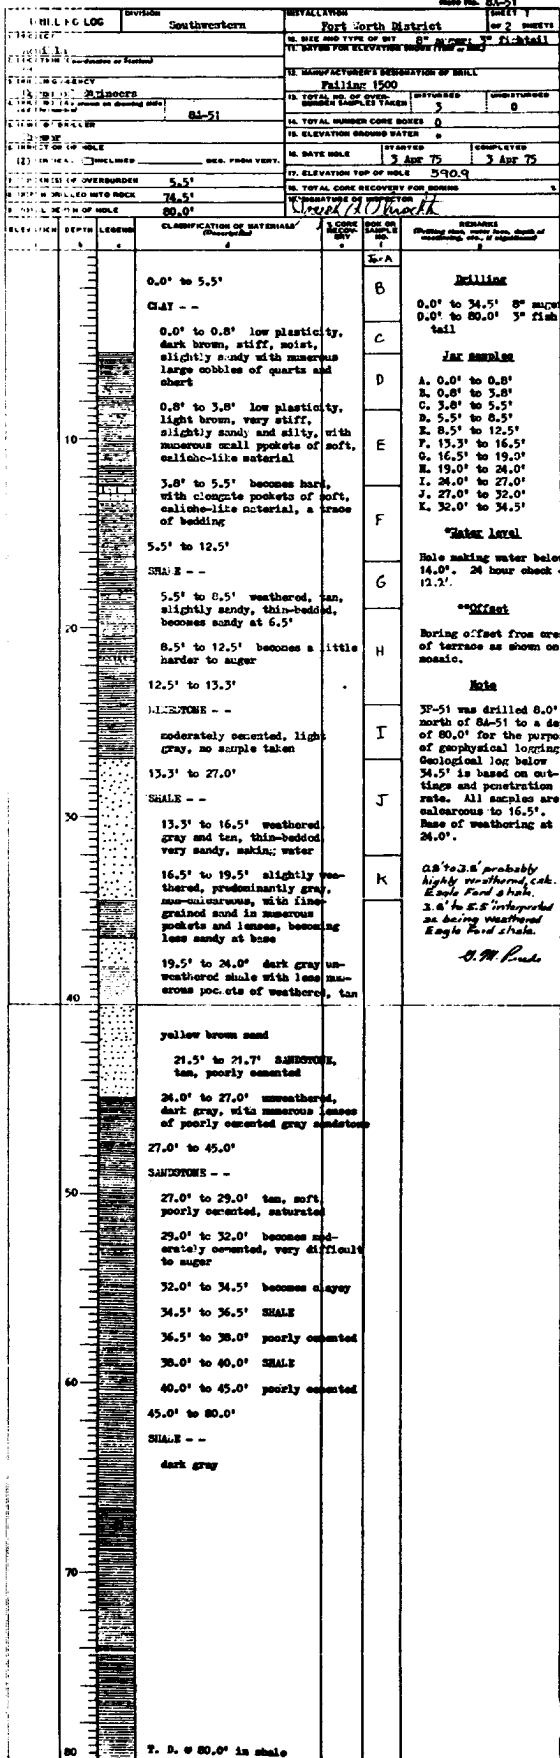 Hole No. 8A-51
DRILLING LOG
DIVISION
Southwestern
INSTALLATION
Fort Worth District
SHEET 1
OF 2 SHEETS
10. SIZE AND TYPE OF BIT 8" auger; 3" fishtail
12. MANUFACTURER'S DESIGNATION OF DRILL
Failing 1500
Engineers
8A-51
13. TOTAL NO. OF OVER-
BURDEN SAMPLES TAKEN
DISTURBED
3
UNDISTURBED
0
14. TOTAL NUMBER CORE BOXES 0
15. ELEVATION GROUND WATER *
INCLINED
DEG. FROM VERT.
16. DATE HOLE
STARTED
3 Apr 75
COMPLETED
3 Apr 75
17. ELEVATION TOP OF HOLE 590.9
OF OVERBURDEN 5.5'
DRILLED INTO ROCK 74.5'
DEPTH OF HOLE 80.0'
18. TOTAL CORE RECOVERY FOR BORING %
19. SIGNATURE OF INSPECTOR
ELEVATION
DEPTH
LEGEND
CLASSIFICATION OF MATERIALS
(Description)
% CORE
RECOV-
ERY
BOX OR
SAMPLE
NO.
REMARKS
(Drilling time, water loss, depth of
weathering, etc., if significant)
Jar A
B
C
D
E
F
G
H
I
J
K
10
20
30
40
50
60
70
80
0.0' to 5.5'
CLAY - -
0.0' to 0.8' low plasticity,
dark brown, stiff, moist,
slightly sandy with numerous
large cobbles of quartz and
chert
0.8' to 3.8' low plasticity,
light brown, very stiff,
slightly sandy and silty, with
numerous small pockets of soft,
caliche-like material
3.8' to 5.5' becomes hard,
with elongate pockets of soft,
caliche-like material, a trace
of bedding
5.5' to 12.5'
SHALE - -
5.5' to 8.5' weathered, tan,
slightly sandy, thin-bedded,
becomes sandy at 6.5'
8.5' to 12.5' becomes a little
harder to auger
12.5' to 13.3'
LIMESTONE - -
moderately cemented, light
gray, no sample taken
13.3' to 27.0'
SHALE - -
13.3' to 16.5' weathered
gray and tan, thin-bedded
very sandy, making water
16.5' to 19.5' slightly wea-
thered, predominantly gray,
non-calcareous, with fine-
grained sand in numerous
pockets and lenses, becoming
less sandy at base
19.5' to 24.0' dark gray un-
weathered shale with less num-
erous pockets of weathered, tan
yellow brown sand
21.5' to 21.7' SANDSTONE,
tan, poorly cemented
24.0' to 27.0' unweathered,
dark gray, with numerous lenses
of poorly cemented gray sandstone
27.0' to 45.0'
SANDSTONE - -
27.0' to 29.0' tan, soft,
poorly cemented, saturated
29.0' to 32.0' becomes mod-
erately cemented, very difficult
to auger
32.0' to 34.5' becomes clayey
34.5' to 36.5' SHALE
36.5' to 38.0' poorly cemented
38.0' to 40.0' SHALE
40.0' to 45.0' poorly cemented
45.0' to 80.0'
SHALE - -
dark gray
T. D. @ 80.0' in shale
Drilling
0.0' to 34.5' 8" auger
0.0' to 80.0' 3" fish
tail
Jar samples
A. 0.0' to 0.8'
B. 0.8' to 3.8'
C. 3.8' to 5.5'
D. 5.5' to 8.5'
E. 8.5' to 12.5'
F. 13.3' to 16.5'
G. 16.5' to 19.0'
H. 19.0' to 24.0'
I. 24.0' to 27.0'
J. 27.0' to 32.0'
K. 32.0' to 34.5'
*Water level
Hole making water below
14.0'. 24 hour check
12.2'.
**Offset
Boring offset from
of terrace as shown on
mosaic.
Note
3F-51 was drilled 8.0'
north of 8A-51 to a de
of 80.0' for the purpo
of geophysical logging
Geological log below
34.5' is based on cut-
tings and penetration
rate. All samples are
calcareous to 16.5'.
Base of weathering at
24.0'.
0.8' to 3.8' probably
highly weathered, calc.
Eagle Ford shale.
3.8' to 5.5' interpreted
as being weathered
Eagle Ford shale.